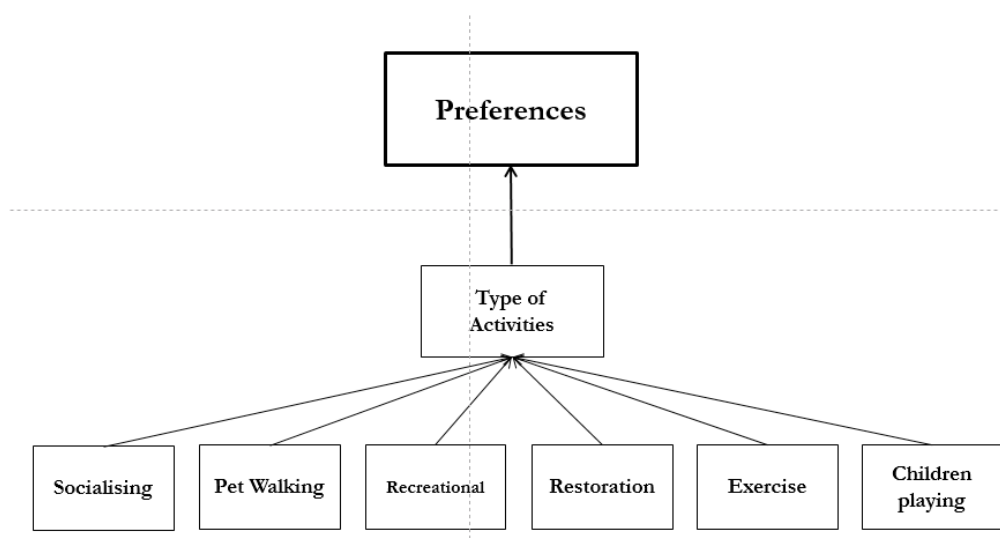 Preferences
Type of
Activities
Socialising
Pet Walking
Recreational
Restoration
Exercise
Children
playing